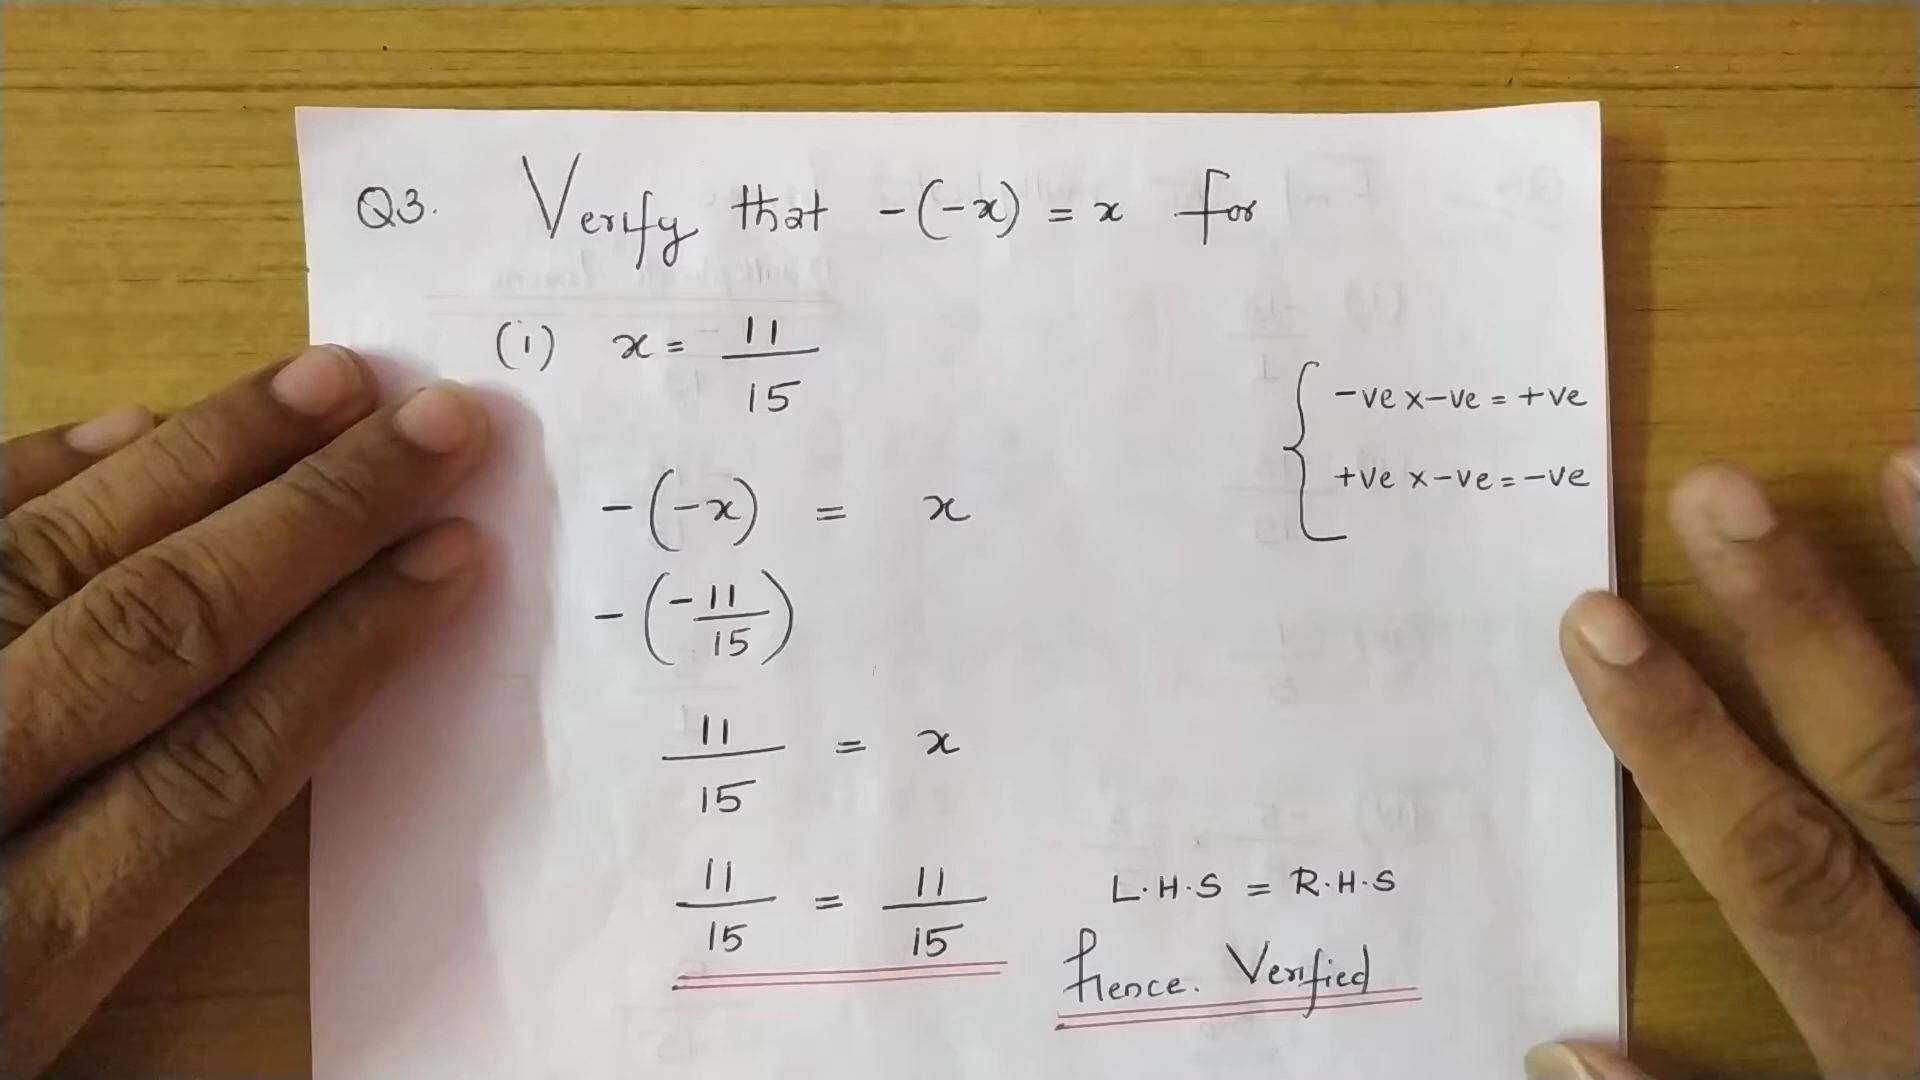 Q3. Verify that -(-x) = x for
(i) x = 11/15
-ve x -ve = +ve
+ve x -ve = -ve
-(-x) = x
-(-11/15)
11/15 = x
11/15 = 11/15
L.H.S = R.H.S
hence. Verified